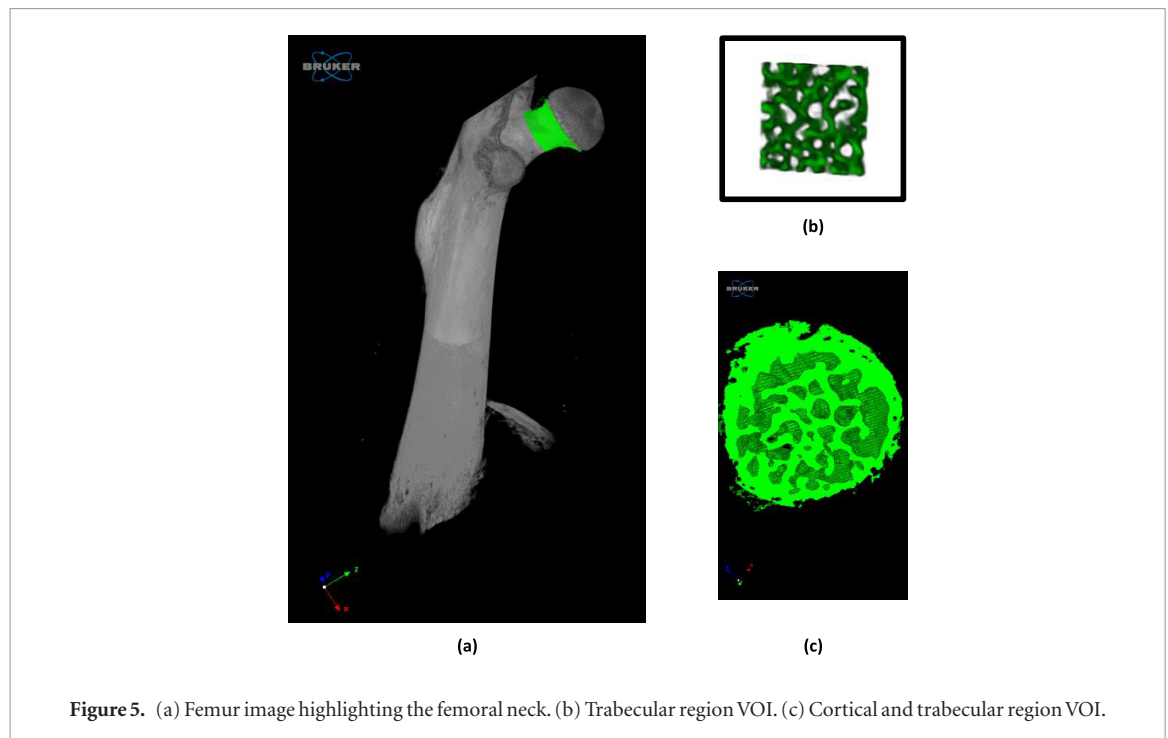 BRUKER
y
z
x
(a)
(b)
BRUKER
(c)
Figure 5. (a) Femur image highlighting the femoral neck. (b) Trabecular region VOI. (c) Cortical and trabecular region VOI.